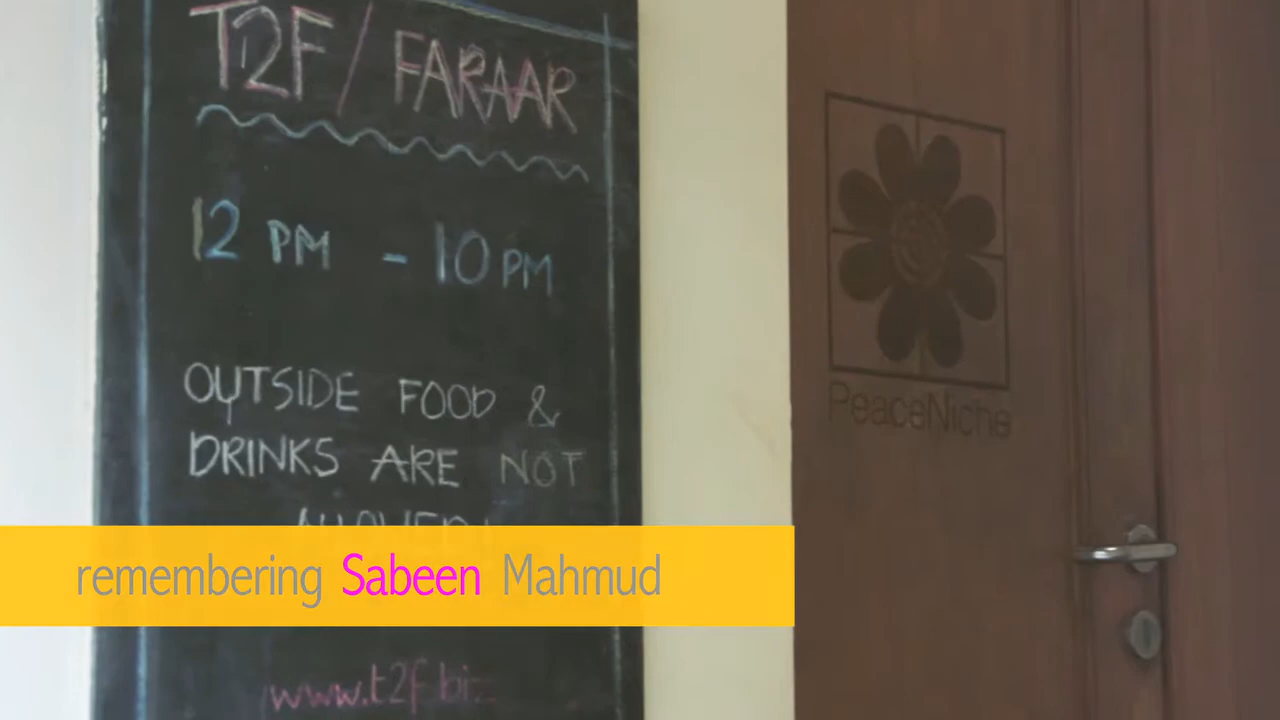 T2F / FARAAR
12 PM - 10 PM
OUTSIDE FOOD &
DRINKS ARE NOT
remembering Sabeen Mahmud
www.t2f.biz
PeaceNiche